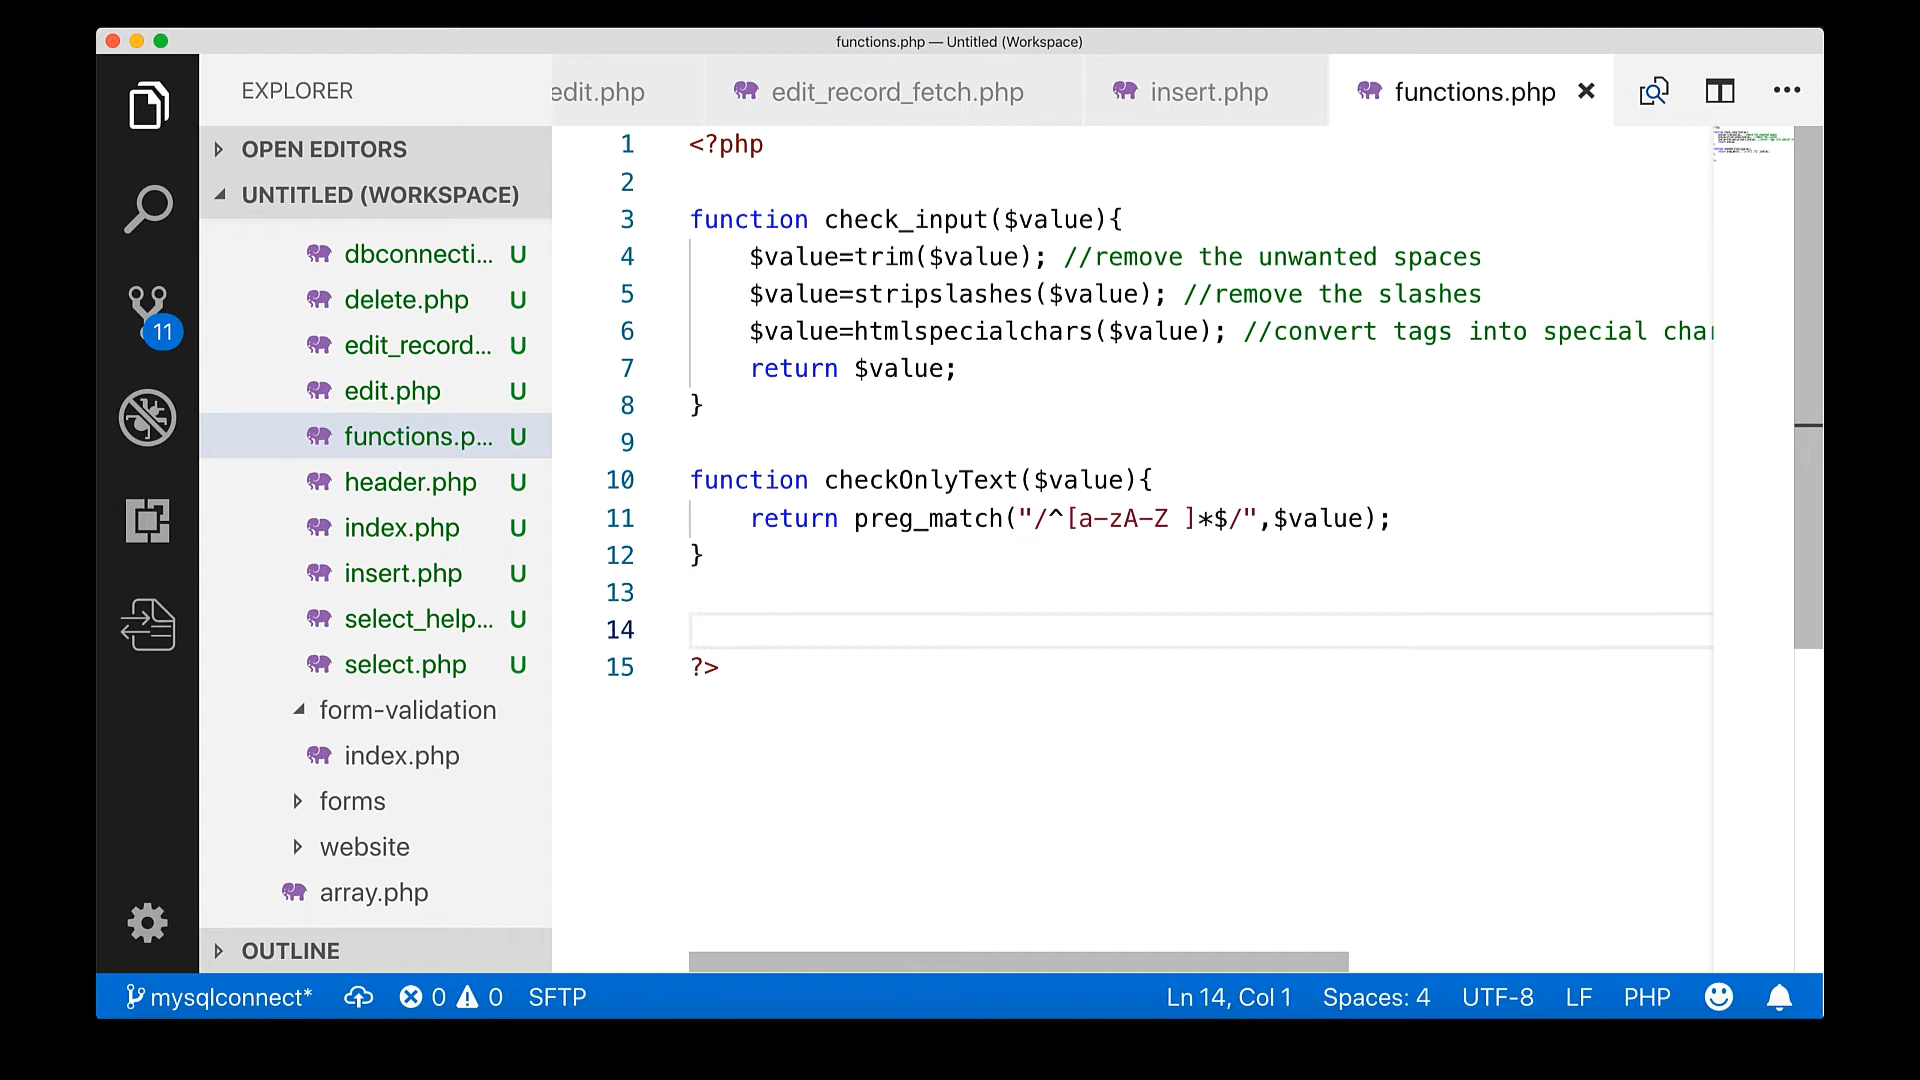 functions.php — Untitled (Workspace)
EXPLORER
edit.php
edit_record_fetch.php
insert.php
functions.php
OPEN EDITORS
UNTITLED (WORKSPACE)
dbconnecti... U
delete.php U
edit_record... U
edit.php U
functions.p... U
header.php U
index.php U
insert.php U
select_help... U
select.php U
form-validation
index.php
forms
website
array.php
OUTLINE
11
1 <?php
2
3 function check_input($value){
4 $value=trim($value); //remove the unwanted spaces
5 $value=stripslashes($value); //remove the slashes
6 $value=htmlspecialchars($value); //convert tags into special char
7 return $value;
8 }
9
10 function checkOnlyText($value){
11 return preg_match("/^[a-zA-Z ]*$/",$value);
12 }
13
14
15 ?>
mysqlconnect* 0 0 SFTP Ln 14, Col 1 Spaces: 4 UTF-8 LF PHP